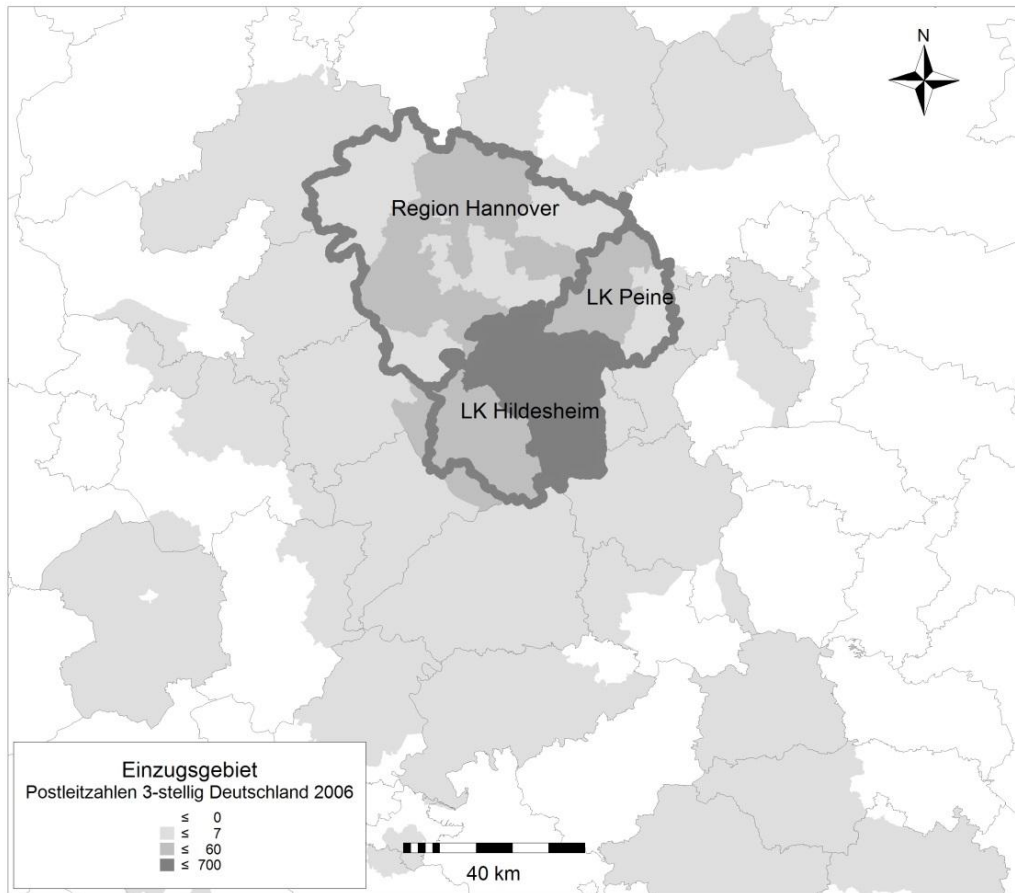 N
Region Hannover
LK Peine
LK Hildesheim
Einzugsgebiet
Postleitzahlen 3-stellig Deutschland 2006
≤ 0
≤ 7
≤ 60
≤ 700
40 km